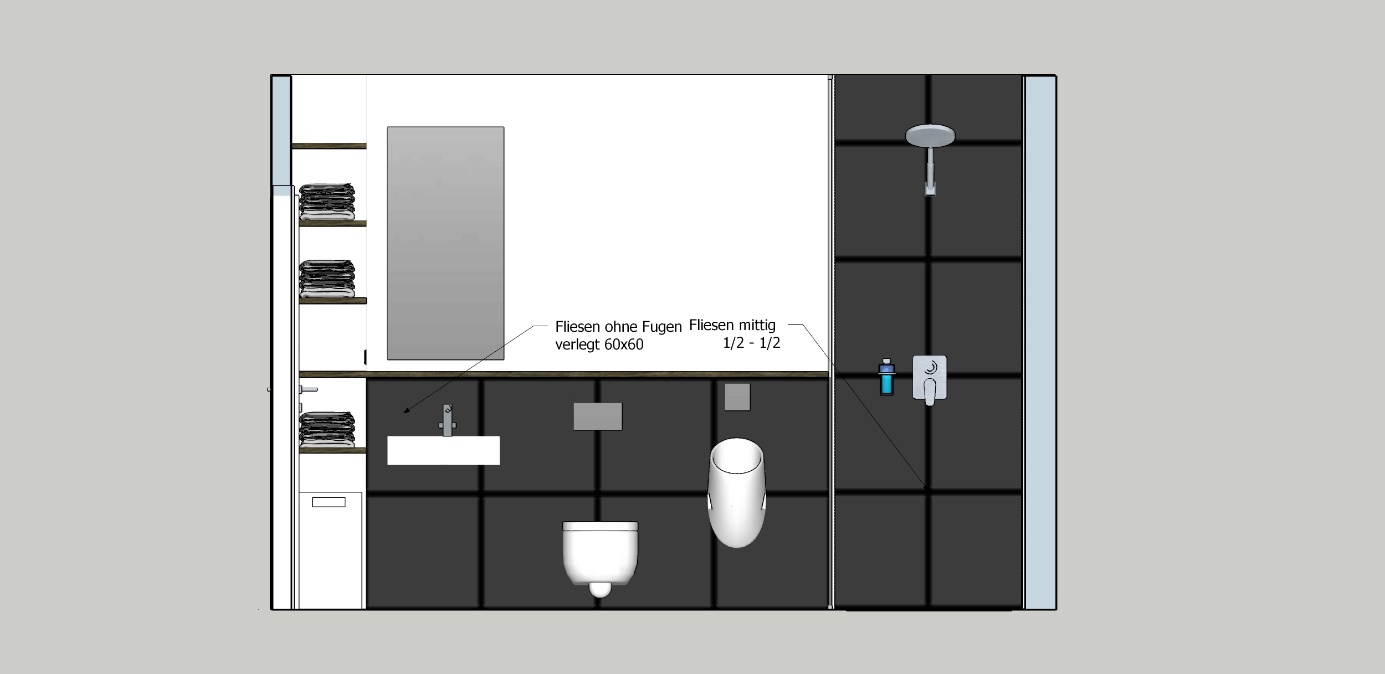 Fliesen ohne Fugen
verlegt 60x60
Fliesen mittig
1/2 - 1/2